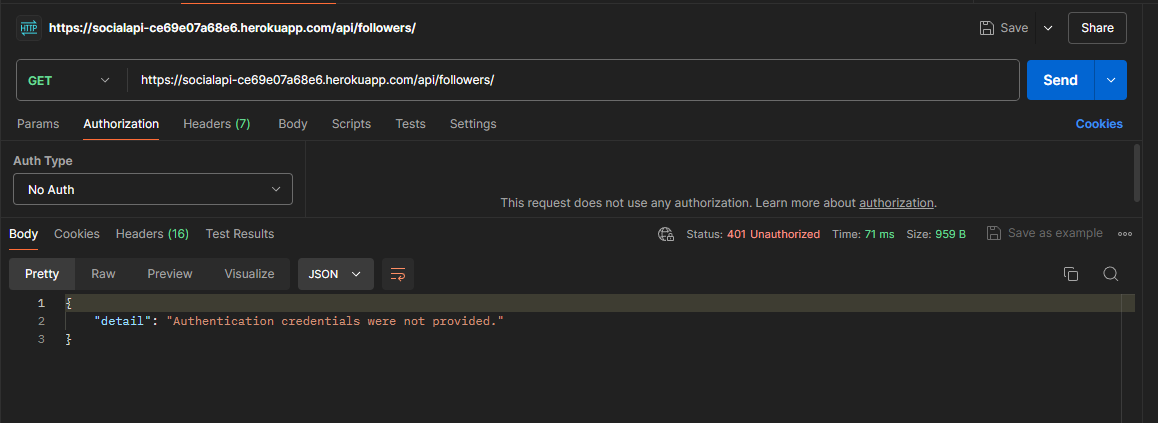 HTTP https://socialapi-ce69e07a68e6.herokuapp.com/api/followers/ Save Share
GET https://socialapi-ce69e07a68e6.herokuapp.com/api/followers/ Send
Params Authorization Headers (7) Body Scripts Tests Settings Cookies
Auth Type
No Auth
This request does not use any authorization. Learn more about authorization.
Body Cookies Headers (16) Test Results Status: 401 Unauthorized Time: 71 ms Size: 959 B Save as example
Pretty Raw Preview Visualize JSON
1 {
2 "detail": "Authentication credentials were not provided."
3 }